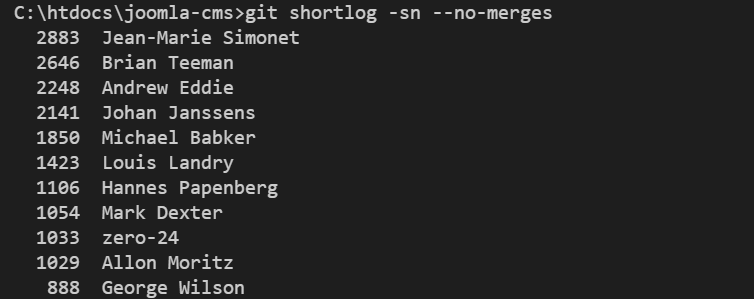 C:\htdocs\joomla-cms>git shortlog -sn --no-merges
2883 Jean-Marie Simonet
2646 Brian Teeman
2248 Andrew Eddie
2141 Johan Janssens
1850 Michael Babker
1423 Louis Landry
1106 Hannes Papenberg
1054 Mark Dexter
1033 zero-24
1029 Allon Moritz
888 George Wilson